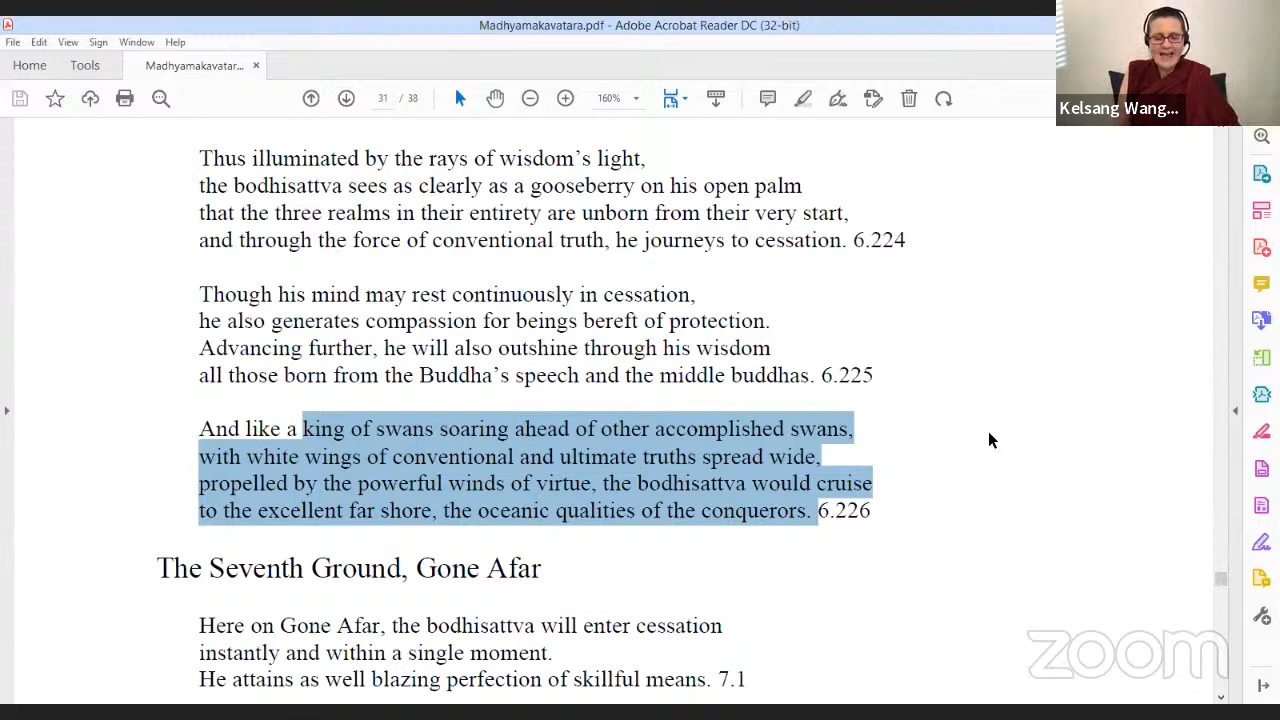 Madhyamakavatara.pdf - Adobe Acrobat Reader DC (32-bit)
File Edit View Sign Window Help
Home Tools Madhyamakavatar... ×
31 / 38 160%
Kelsang Wang...
Thus illuminated by the rays of wisdom’s light,
the bodhisattva sees as clearly as a gooseberry on his open palm
that the three realms in their entirety are unborn from their very start,
and through the force of conventional truth, he journeys to cessation. 6.224
Though his mind may rest continuously in cessation,
he also generates compassion for beings bereft of protection.
Advancing further, he will also outshine through his wisdom
all those born from the Buddha’s speech and the middle buddhas. 6.225
And like a king of swans soaring ahead of other accomplished swans,
with white wings of conventional and ultimate truths spread wide,
propelled by the powerful winds of virtue, the bodhisattva would cruise
to the excellent far shore, the oceanic qualities of the conquerors. 6.226
The Seventh Ground, Gone Afar
Here on Gone Afar, the bodhisattva will enter cessation
instantly and within a single moment.
He attains as well blazing perfection of skillful means. 7.1
zoom